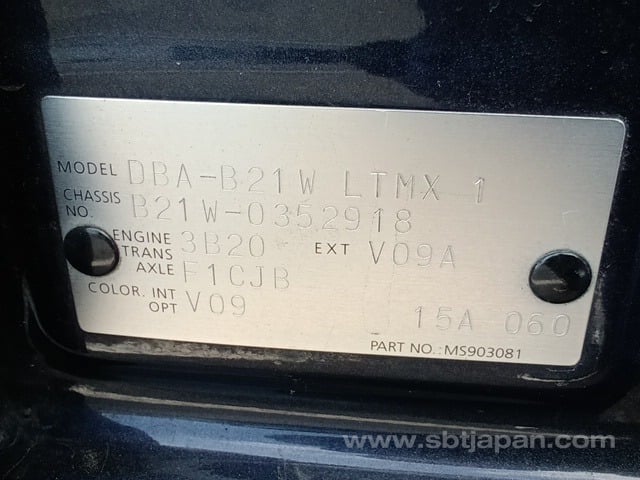 MODEL DBA-B21W LTMX 1
CHASSIS NO. B21W-0352918
ENGINE 3B20 EXT V09A
TRANS AXLE F1CJB
COLOR. INT V09
OPT 15A 060
PART NO.: MS903081
www.sbtjapan.com